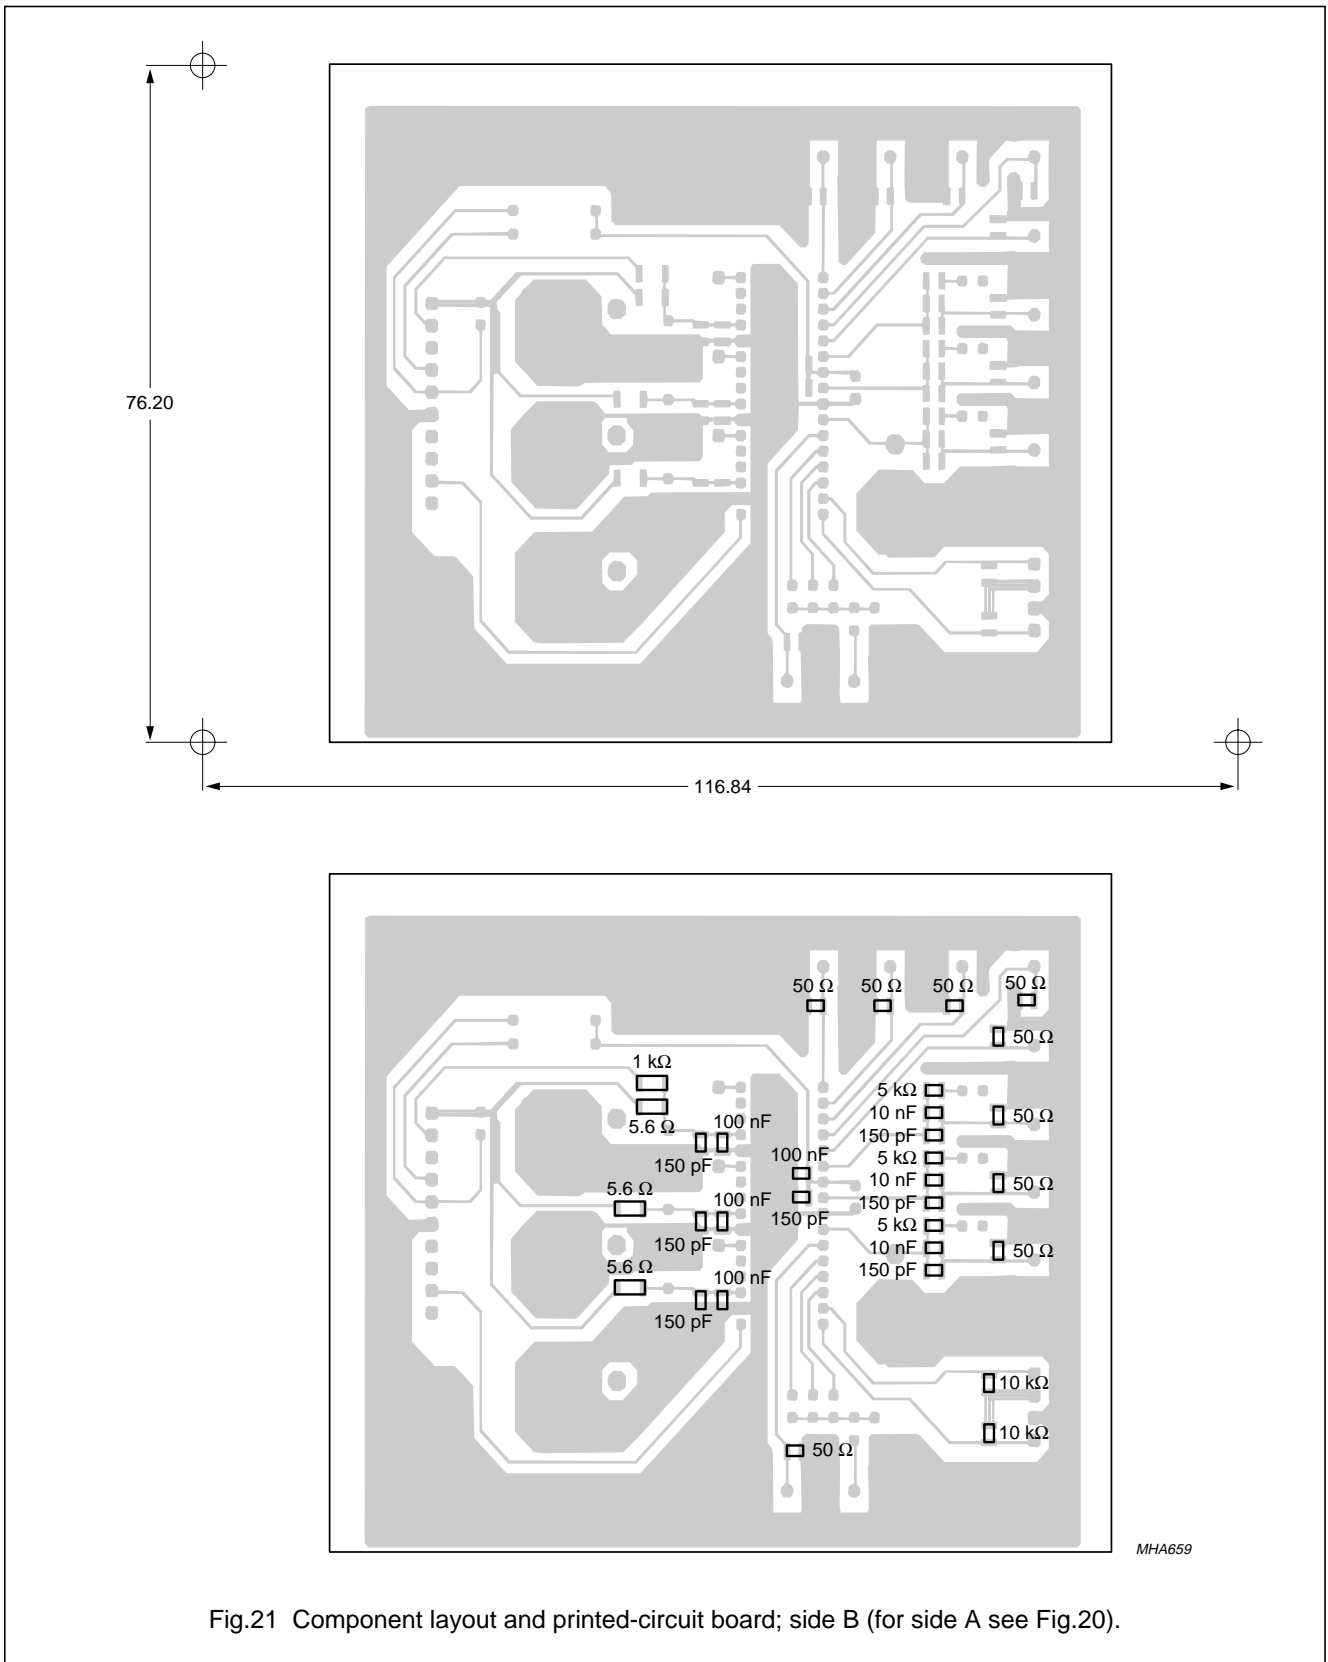 76.20
116.84
50 Ω 50 Ω 50 Ω 50 Ω
50 Ω
1 kΩ
5.6 Ω
100 nF
150 pF
5 kΩ
10 nF
150 pF
50 Ω
100 nF
150 pF
5 kΩ
10 nF
150 pF
50 Ω
5.6 Ω
100 nF
150 pF
5 kΩ
10 nF
150 pF
50 Ω
5.6 Ω
100 nF
150 pF
10 kΩ
10 kΩ
50 Ω
MHA659
Fig.21 Component layout and printed-circuit board; side B (for side A see Fig.20).